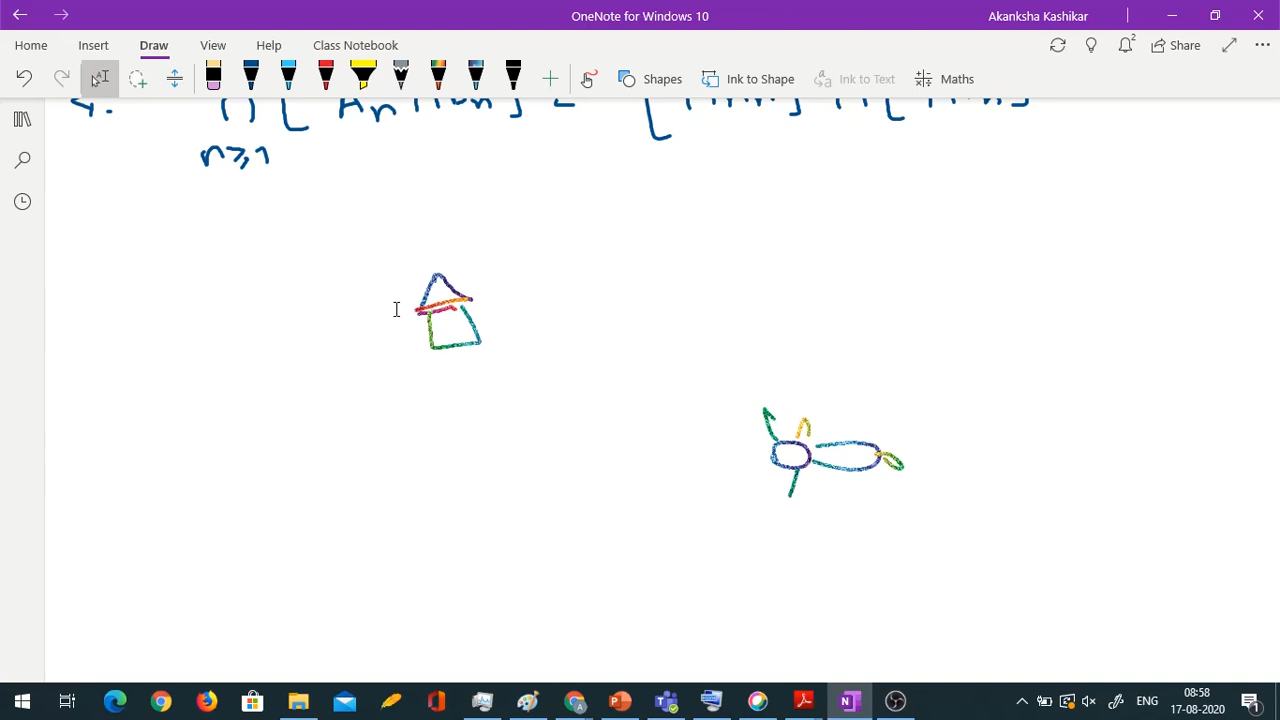 OneNote for Windows 10
Akanksha Kashikar
Home Insert Draw View Help Class Notebook
Share
Shapes Ink to Shape Ink to Text Maths
4.
n≥1
ENG
08:58
17-08-2020